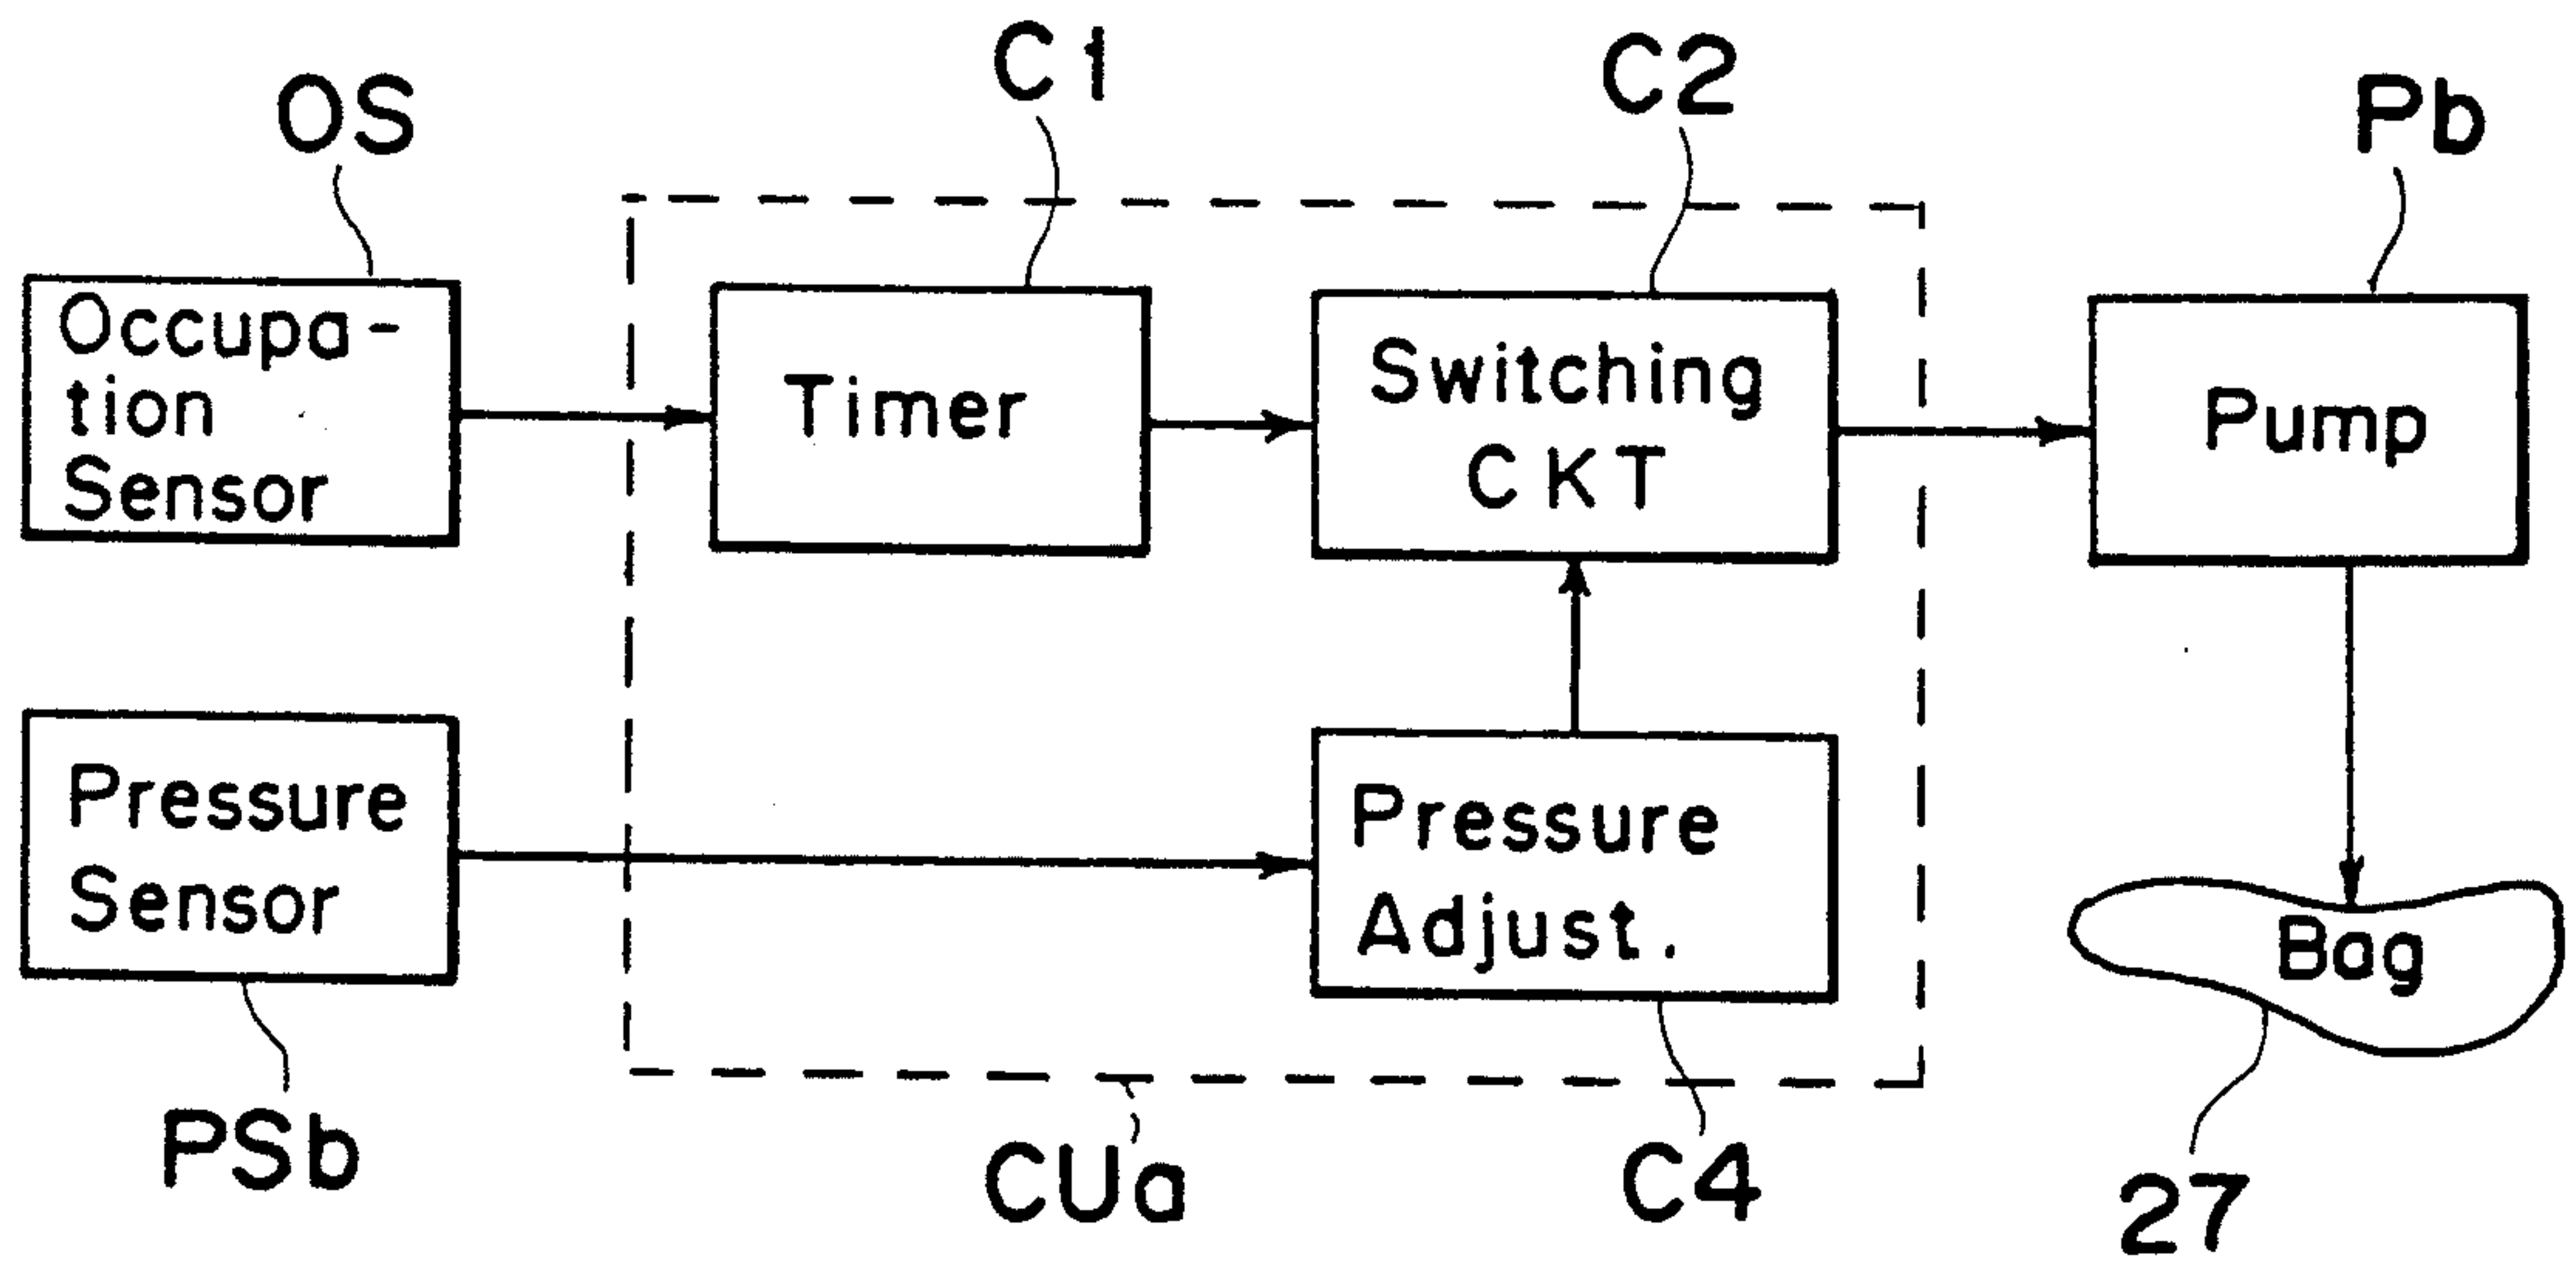 OS
C1
C2
Pb
Occupa-
tion
Sensor
Timer
Switching
CKT
Pump
Pressure
Sensor
Pressure
Adjust.
Bag
PSb
CUa
C4
27